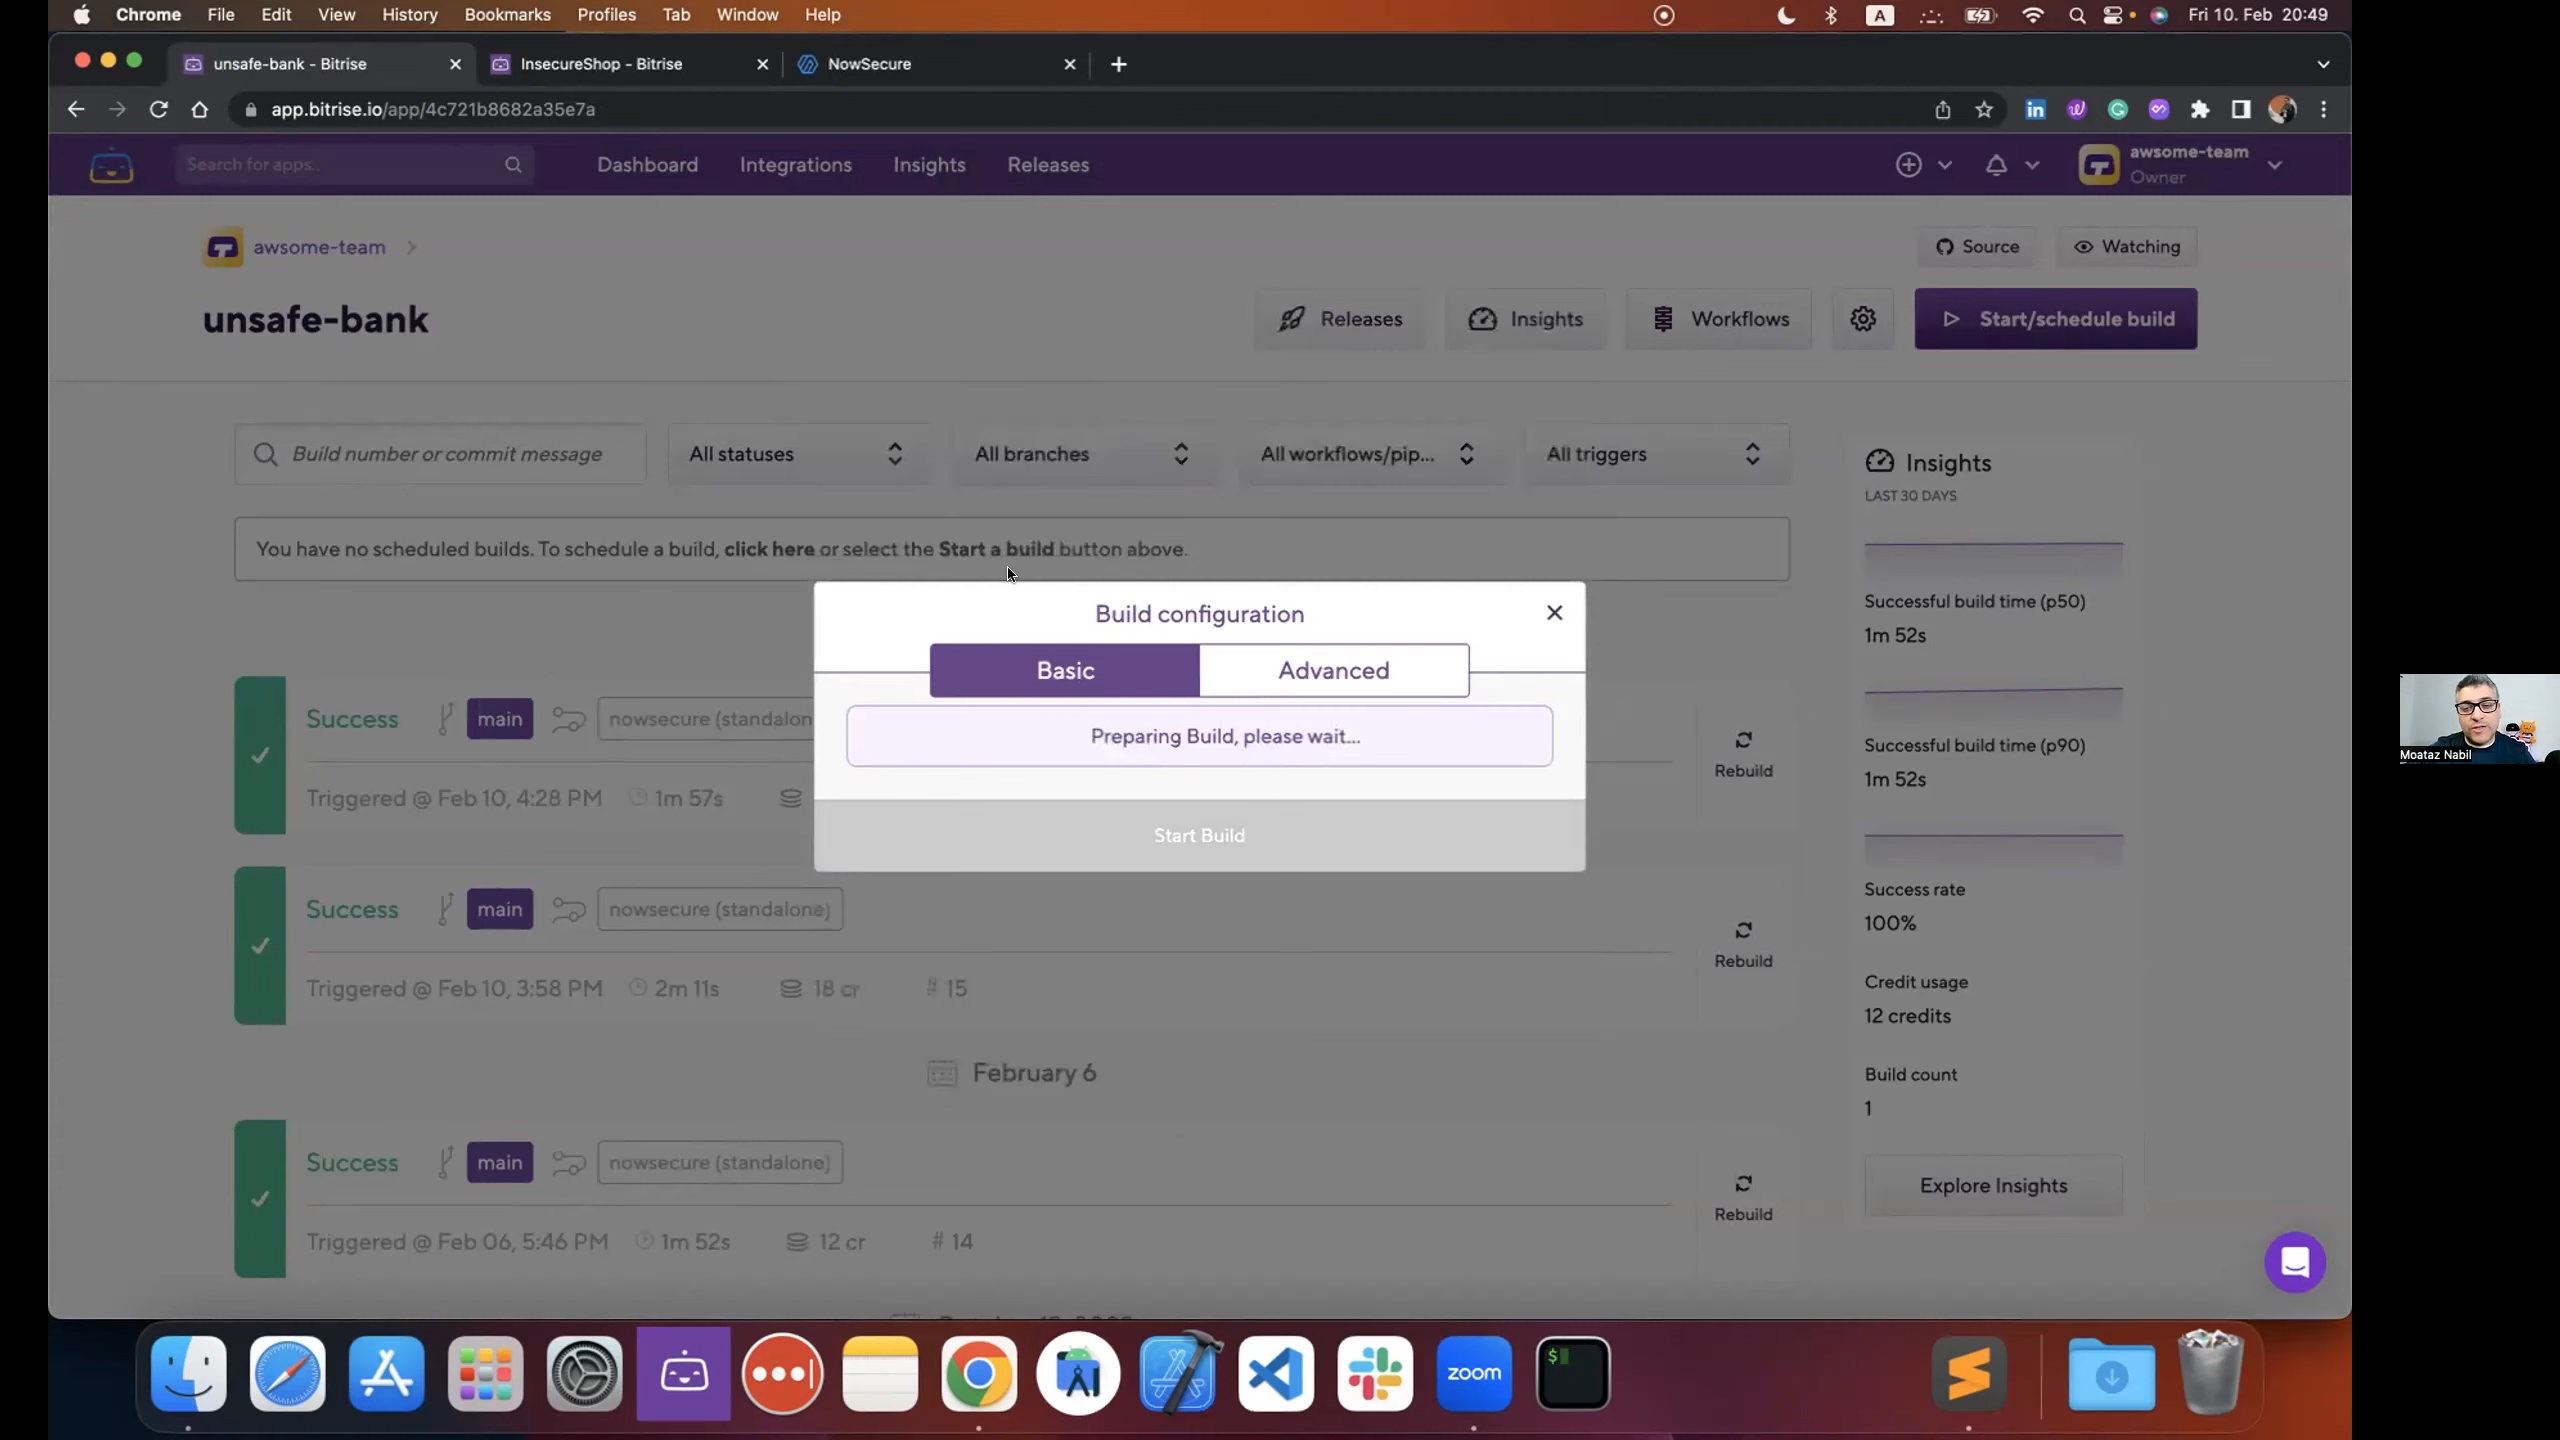 Chrome File Edit View History Bookmarks Profiles Tab Window Help
A
Fri 10. Feb 20:49
unsafe-bank - Bitrise
InsecureShop - Bitrise
NowSecure
app.bitrise.io/app/4c721b8682a35e7a
Search for apps..
Dashboard
Integrations
Insights
Releases
awsome-team
Owner
awsome-team
Source
Watching
unsafe-bank
Releases
Insights
Workflows
Start/schedule build
Build number or commit message
All statuses
All branches
All workflows/pip...
All triggers
You have no scheduled builds. To schedule a build, click here or select the Start a build button above.
Build configuration
Basic
Advanced
Preparing Build, please wait...
Start Build
Success
main
nowsecure (standalon
Triggered @ Feb 10, 4:28 PM
1m 57s
Rebuild
Success
main
nowsecure (standalone)
Triggered @ Feb 10, 3:58 PM
2m 11s
18 cr
# 15
Rebuild
February 6
Success
main
nowsecure (standalone)
Triggered @ Feb 06, 5:46 PM
1m 52s
12 cr
# 14
Rebuild
Insights
LAST 30 DAYS
Successful build time (p50)
1m 52s
Successful build time (p90)
1m 52s
Success rate
100%
Credit usage
12 credits
Build count
1
Explore Insights
Moataz Nabil
zoom
$